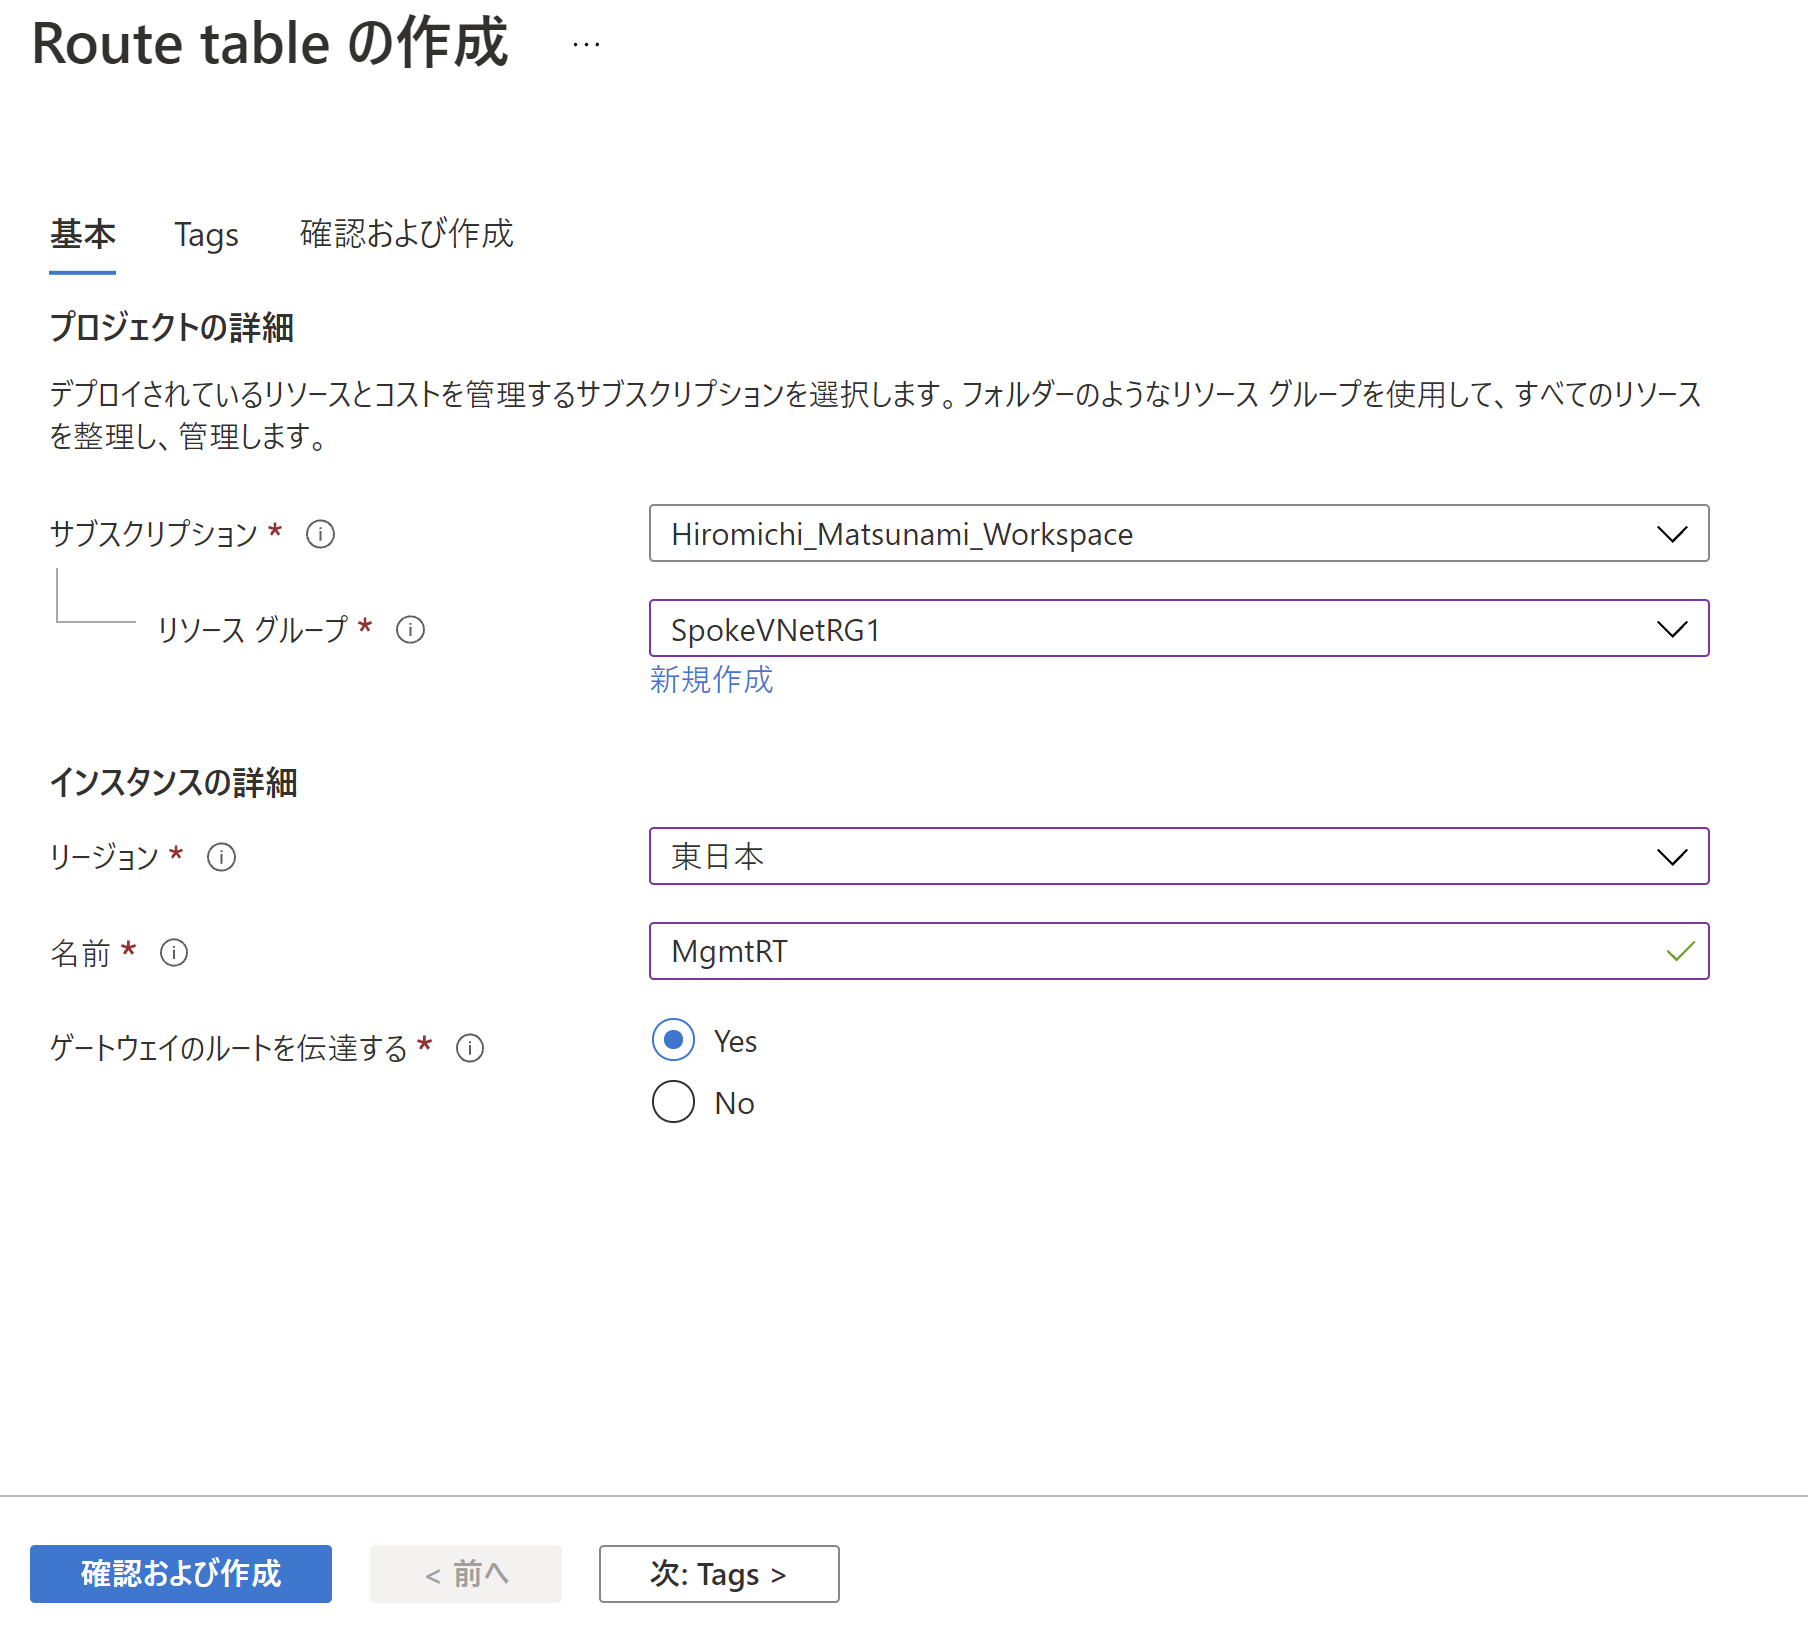 Route table の作成 …
基本 Tags 確認および作成
プロジェクトの詳細
デプロイされているリソースとコストを管理するサブスクリプションを選択します。フォルダーのようなリソース グループを使用して、すべてのリソース
を整理し、管理します。
サブスクリプション * Hiromichi_Matsunami_Workspace
リソース グループ * SpokeVNetRG1
新規作成
インスタンスの詳細
リージョン * 東日本
名前 * MgmtRT
ゲートウェイのルートを伝達する * Yes
No
確認および作成 < 前へ 次: Tags >